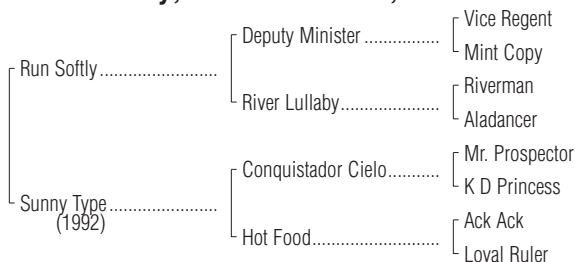 Vice Regent
Deputy Minister
Mint Copy
Run Softly
Riverman
River Lullaby
Aladancer
Mr. Prospector
Conquistador Cielo
K D Princess
Sunny Type
(1992)
Ack Ack
Hot Food
Loyal Ruler